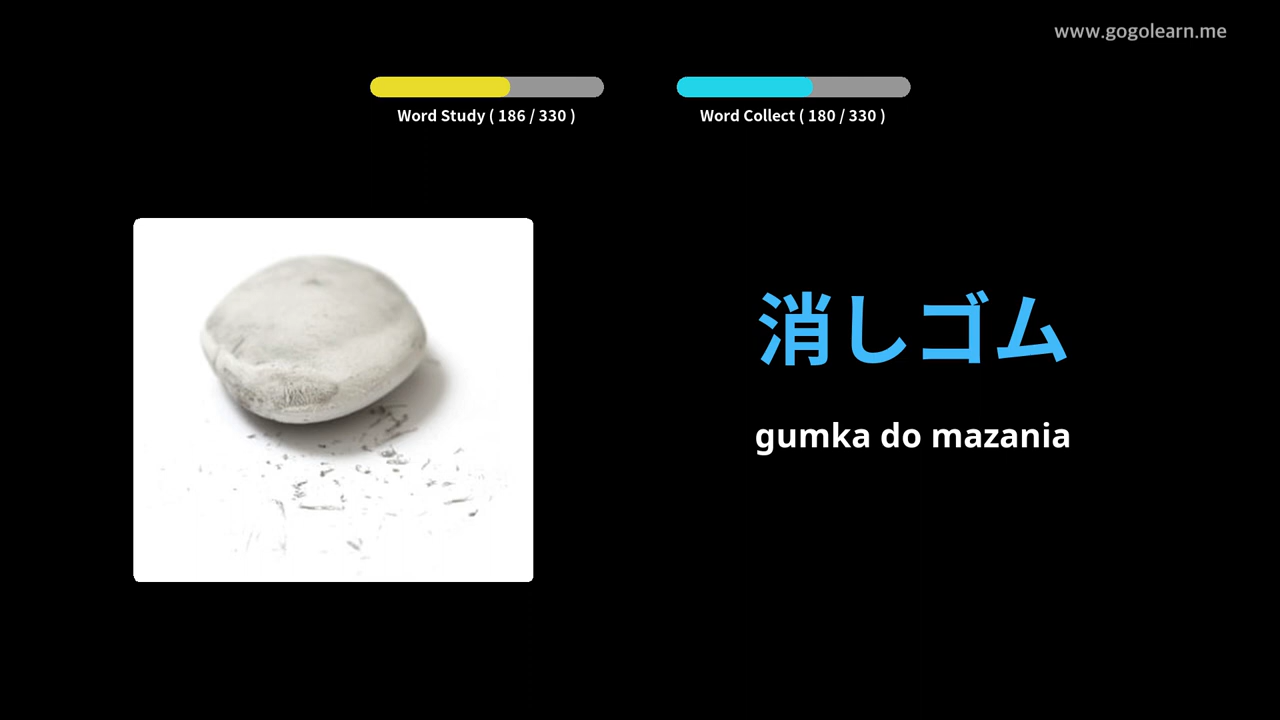 www.gogolearn.me
Word Study ( 186 / 330 )
Word Collect ( 180 / 330 )
消しゴム
gumka do mazania